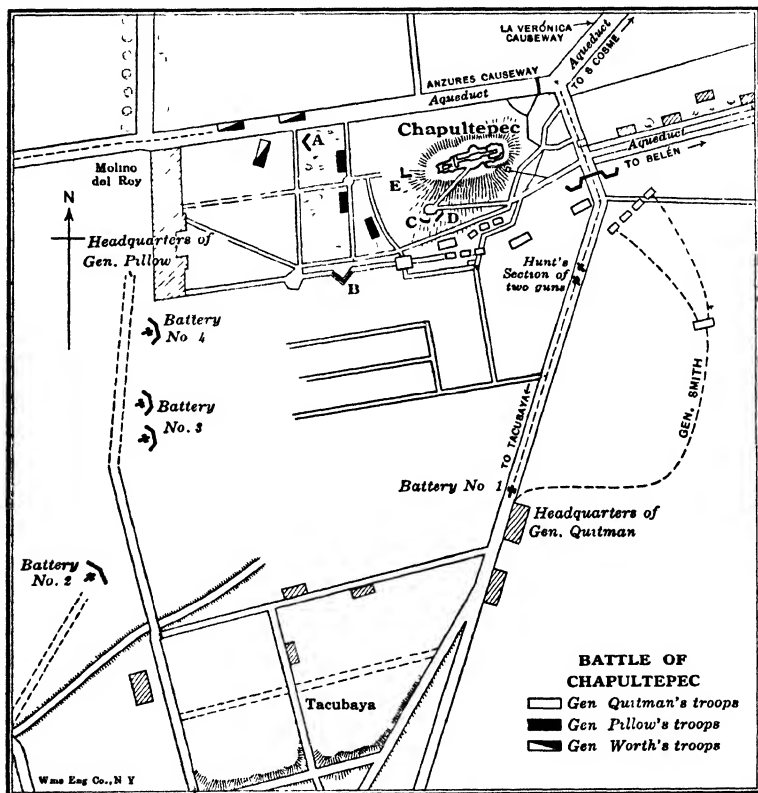 LA VERÓNICA
CAUSEWAY
Aqueduct
TO S COSME
ANZURES CAUSEWAY
Aqueduct
A
Chapultepec
Aqueduct
TO BELÉN
Molino
del Roy
E
N
C
D
Headquarters of
Gen. Pillow
B
Hunt's
Section of
two guns
Battery
No 4
GEN. SMITH
Battery
No. 3
TO TACUBAYA
Battery No 1
Headquarters of
Gen. Quitman
Battery
No. 2
BATTLE OF
CHAPULTEPEC
Gen Quitman's troops
Tacubaya
Gen Pillow's troops
Gen Worth's troops
Wms Eng Co., N Y